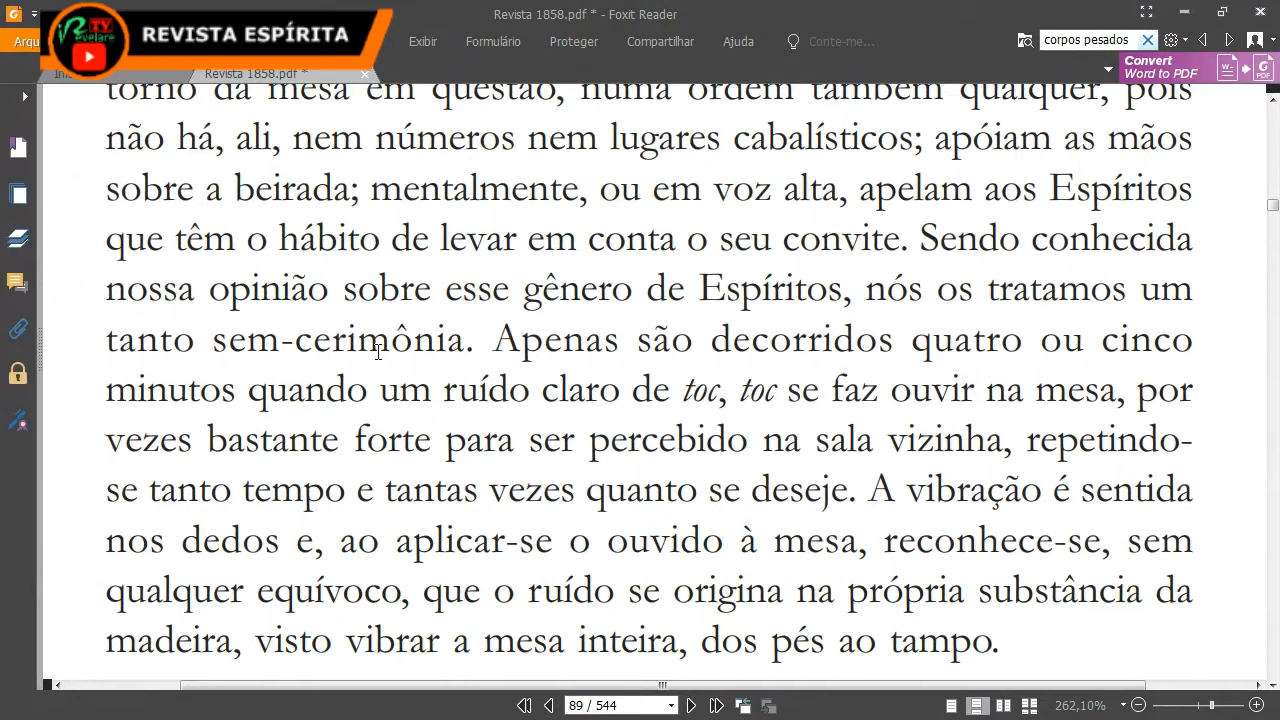 Revista 1858.pdf * - Foxit Reader
Arqu
TV
Revelare
REVISTA ESPÍRITA
Exibir
Formulário
Proteger
Compartilhar
Ajuda
Conte-me...
corpos pesados
Revista 1858.pdf *
Convert
Word to PDF
torno da mesa em questão, numa ordem também qualquer, pois
não há, ali, nem números nem lugares cabalísticos; apóiam as mãos
sobre a beirada; mentalmente, ou em voz alta, apelam aos Espíritos
que têm o hábito de levar em conta o seu convite. Sendo conhecida
nossa opinião sobre esse gênero de Espíritos, nós os tratamos um
tanto sem-cerimônia. Apenas são decorridos quatro ou cinco
minutos quando um ruído claro de toc, toc se faz ouvir na mesa, por
vezes bastante forte para ser percebido na sala vizinha, repetindo-
se tanto tempo e tantas vezes quanto se deseje. A vibração é sentida
nos dedos e, ao aplicar-se o ouvido à mesa, reconhece-se, sem
qualquer equívoco, que o ruído se origina na própria substância da
madeira, visto vibrar a mesa inteira, dos pés ao tampo.
89 / 544
262,10%